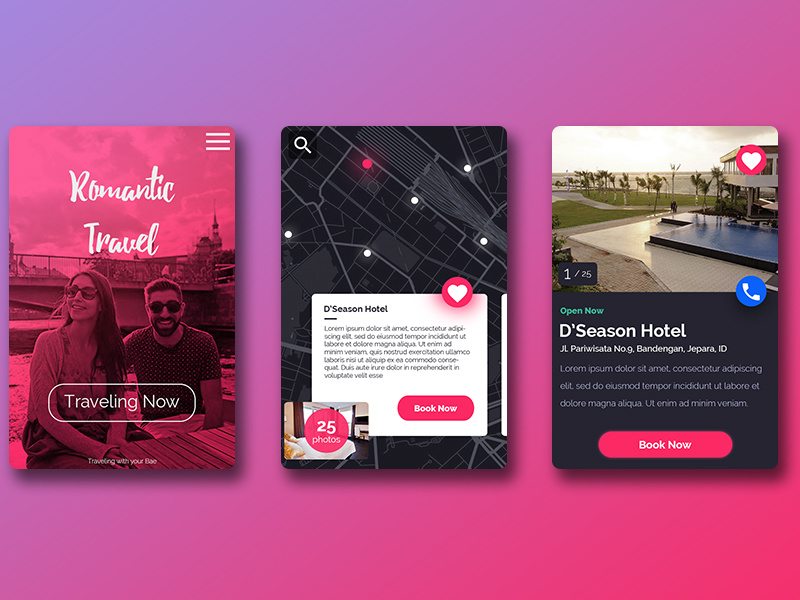 Romantic
Travel
Traveling Now
Traveling with your Bae
D'Season Hotel
Lorem ipsum dolor sit amet, consectetur adipi-
scing elit, sed do eiusmod tempor incididunt
ut labore et dolore magna aliqua. Ut enim ad
minim veniam, quis nostrud exercitation ullamco
laboris nisi ut aliquip ex ea commodo conse-
quat. Duis aute irure dolor in reprehenderit in
voluptate velit esse
25
photos
Book Now
1 / 25
Open Now
D'Season Hotel
Jl. Pariwisata No.9, Bandengan, Jepara, ID
Lorem ipsum dolor sit amet, consectetur adipiscing
elit, sed do eiusmod tempor incididunt ut labore et
dolore magna aliqua. Ut enim ad minim veniam.
Book Now